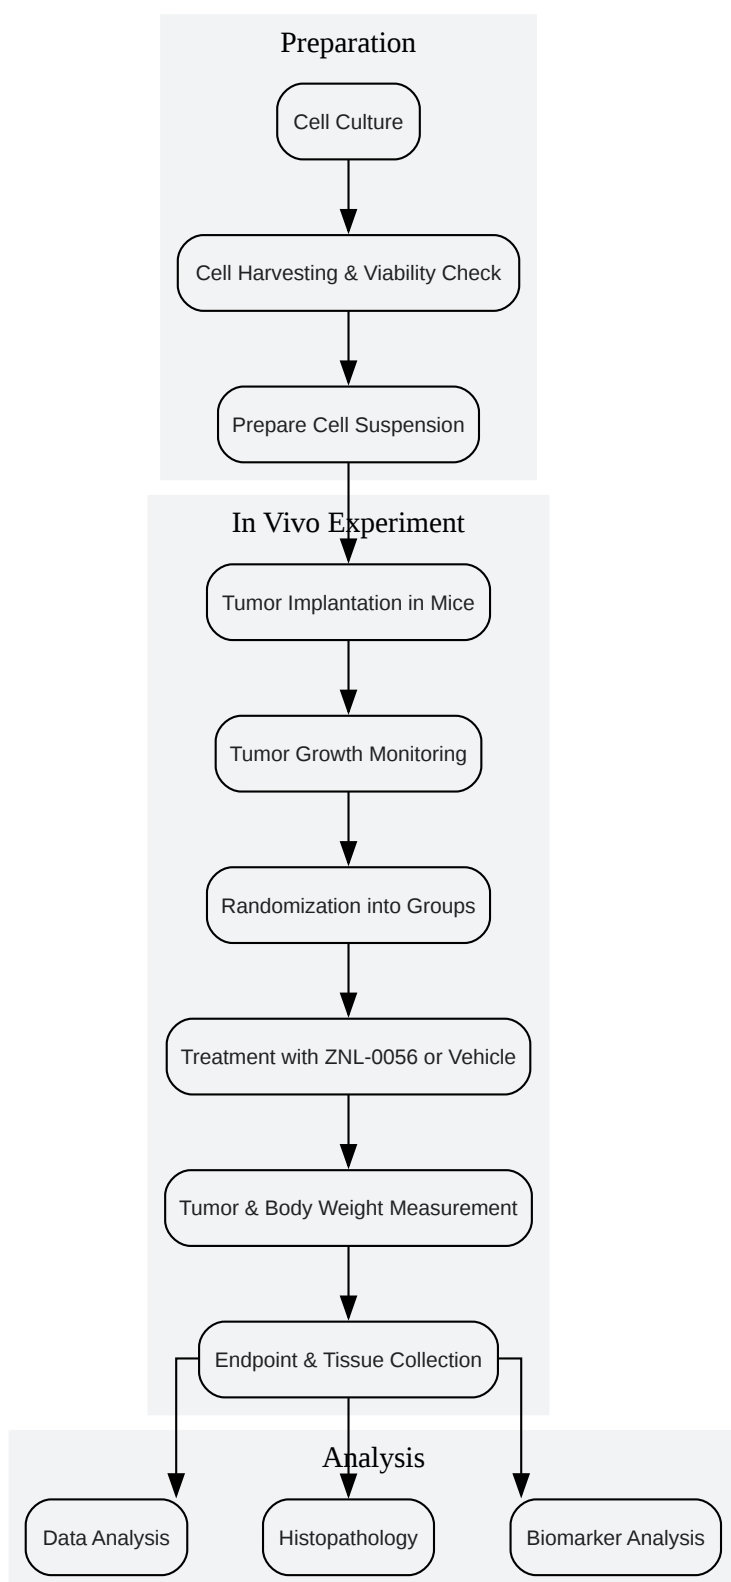 Preparation
Cell Culture
Cell Harvesting & Viability Check
Prepare Cell Suspension
In Vivo Experiment
Tumor Implantation in Mice
Tumor Growth Monitoring
Randomization into Groups
Treatment with ZNL-0056 or Vehicle
Tumor & Body Weight Measurement
Endpoint & Tissue Collection
Analysis
Data Analysis
Histopathology
Biomarker Analysis